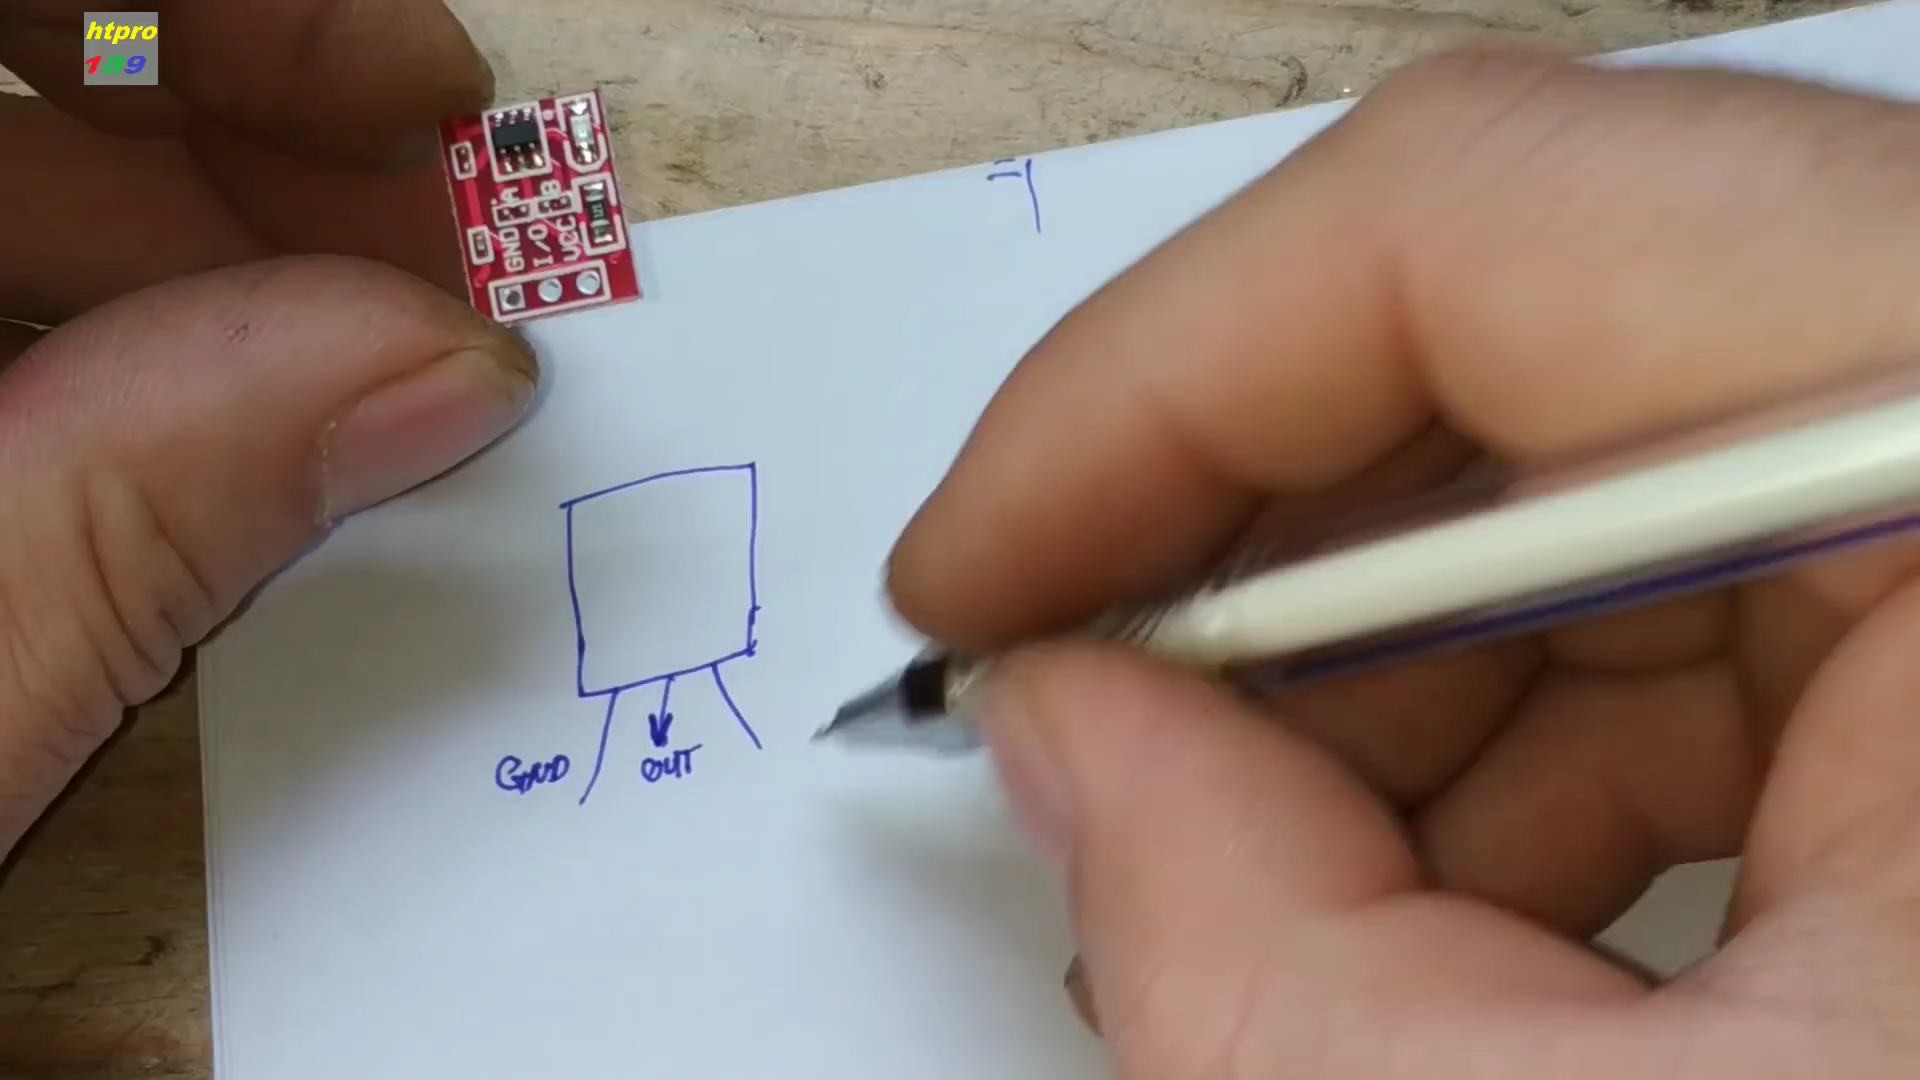 htpro
189
A
B
GND
I/O
VCC
GND
OUT